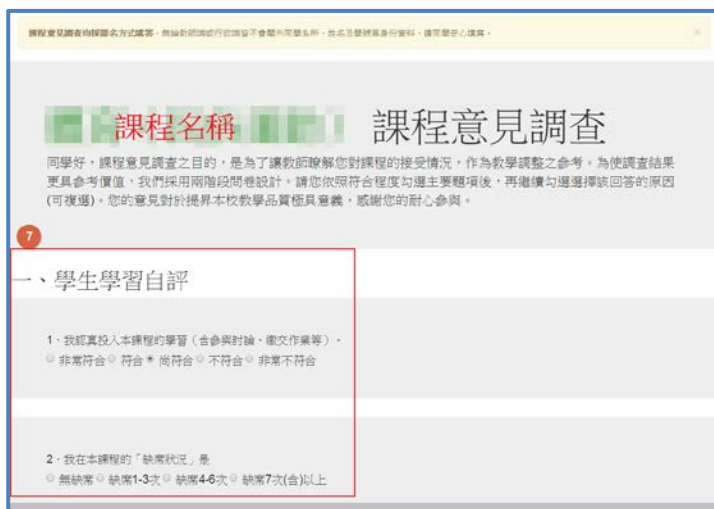 課程意見調查均採匿名方式填答，無論教師端或行政端皆不會顯示同學名所、姓名及學號等身份資料，請同學安心填寫。 ×
課程名稱 課程意見調查
同學好，課程意見調查之目的，是為了讓教師瞭解您對課程的接受情況，作為教學調整之參考。為使調查結果
更具參考價值，我們採用兩階段問卷設計。請您依照符合程度勾選主要題項後，再繼續勾選選擇該回答的原因
(可複選)。您的意見對於提昇本校教學品質極具意義，感謝您的耐心參與。
7
一、學生學習自評
1、我認真投入本課程的學習（含參與討論、繳交作業等）。
非常符合 符合 尚符合 不符合 非常不符合
2、我在本課程的「缺席狀況」是
無缺席 缺席1-3次 缺席4-6次 缺席7次(含)以上